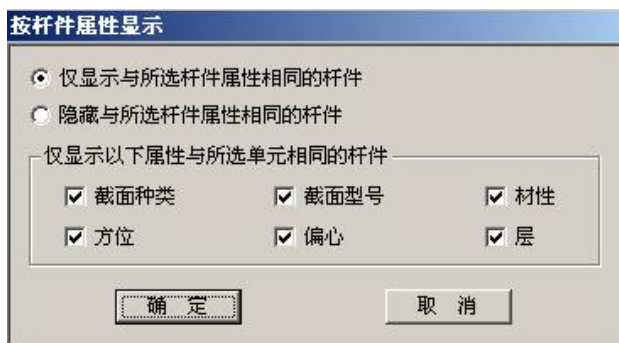 按杆件属性显示
仅显示与所选杆件属性相同的杆件
隐藏与所选杆件属性相同的杆件
仅显示以下属性与所选单元相同的杆件
截面种类 截面型号 材性
方位 偏心 层
确 定 取 消